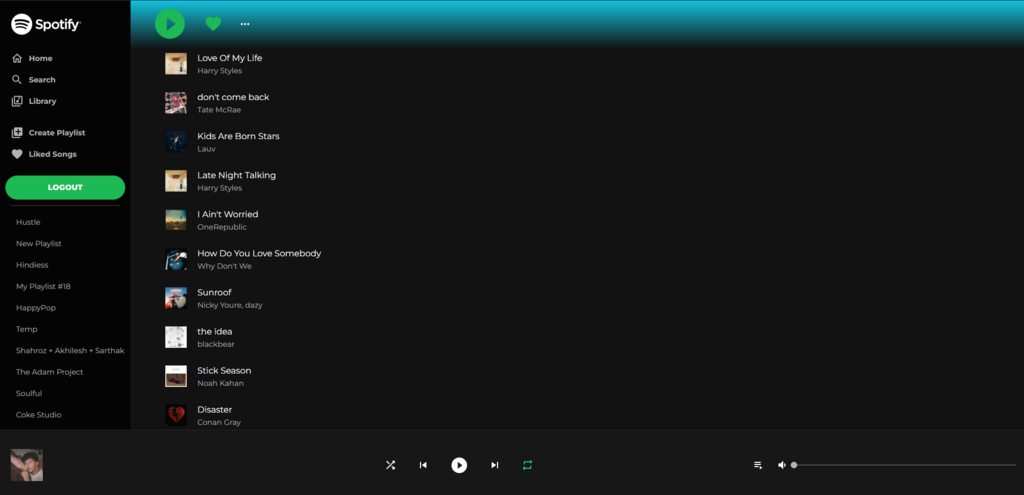 Spotify
Home
Search
Library
Create Playlist
Liked Songs
LOGOUT
Hustle
New Playlist
Hindiess
My Playlist #18
HappyPop
Temp
Shahroz + Akhilesh + Sarthak
The Adam Project
Soulful
Coke Studio
Love Of My Life
Harry Styles
don't come back
Tate McRae
Kids Are Born Stars
Lauv
Late Night Talking
Harry Styles
I Ain't Worried
OneRepublic
How Do You Love Somebody
Why Don't We
Sunroof
Nicky Youre, dazy
the idea
blackbear
Stick Season
Noah Kahan
Disaster
Conan Gray